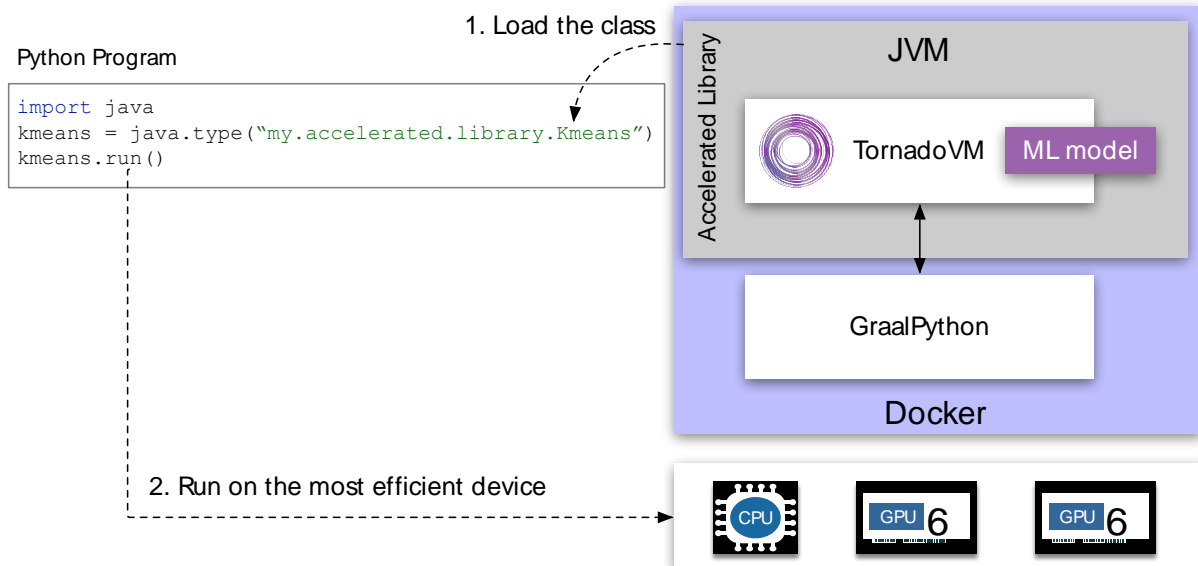 1. Load the class
Python Program
import java
kmeans = java.type(“my.accelerated.library.Kmeans”)
kmeans.run()
Accelerated Library
JVM
TornadoVM
ML model
GraalPython
Docker
2. Run on the most efficient device
CPU
GPU 6
GPU 6